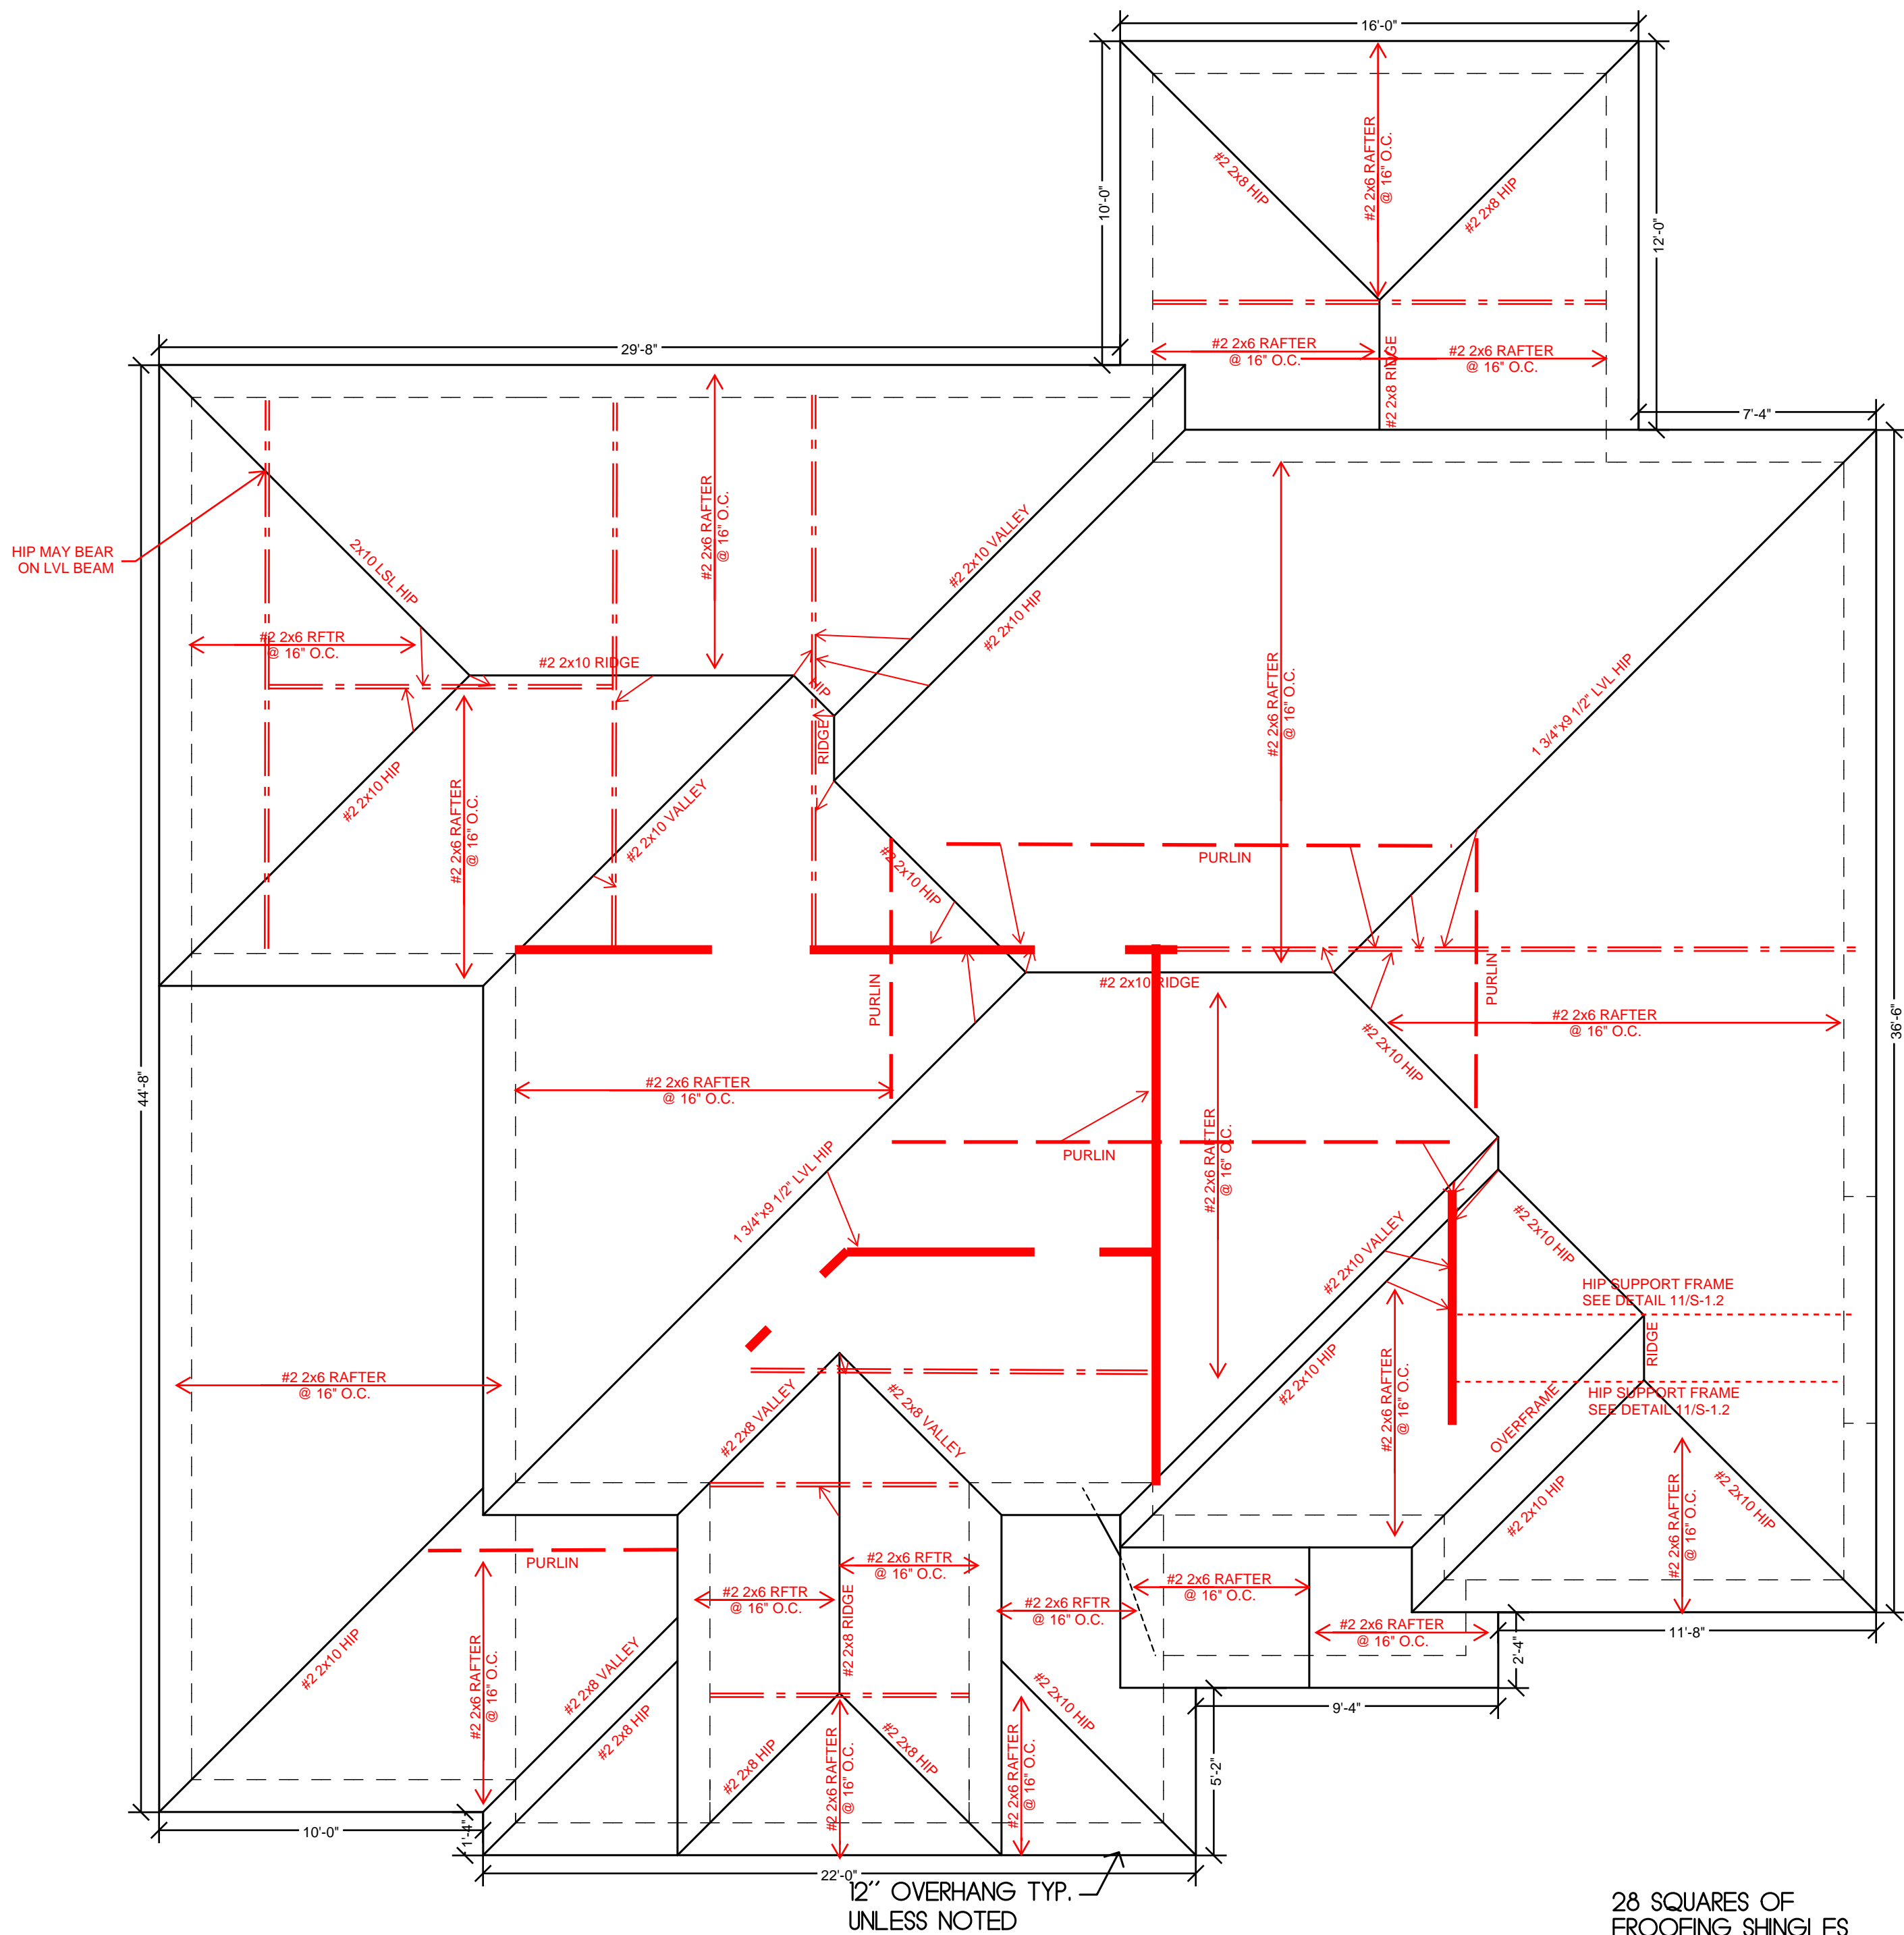 16'-0"
10'-0"
#2 2x6 RAFTER
@ 16" O.C.
#2 2x8 HIP
#2 2x8 HIP
12'-0"
29'-8"
#2 2x6 RAFTER
@ 16" O.C.
#2 2x8 RIDGE
#2 2x6 RAFTER
@ 16" O.C.
7'-4"
HIP MAY BEAR
ON LVL BEAM
2x10 LSL HIP
#2 2x6 RAFTER
@ 16" O.C.
#2 2x10 VALLEY
#2 2x10 HIP
#2 2x6 RFTR
@ 16" O.C.
#2 2x10 RIDGE
HIP
RIDGE
#2 2x6 RAFTER
@ 16" O.C.
1 3/4"x9 1/2" LVL HIP
#2 2x10 HIP
#2 2x6 RAFTER
@ 16" O.C.
#2 2x10 VALLEY
#2 2x10 HIP
PURLIN
PURLIN
#2 2x10 RIDGE
PURLIN
#2 2x6 RAFTER
@ 16" O.C.
36'-6"
44'-8"
#2 2x6 RAFTER
@ 16" O.C.
#2 2x10 HIP
1 3/4"x9 1/2" LVL HIP
PURLIN
#2 2x6 RAFTER
@ 16" O.C.
#2 2x10 VALLEY
#2 2x10 HIP
HIP SUPPORT FRAME
SEE DETAIL 11/S-1.2
RIDGE
#2 2x6 RAFTER
@ 16" O.C.
#2 2x8 VALLEY
#2 2x8 VALLEY
#2 2x10 HIP
#2 2x6 RAFTER
@ 16" O.C.
OVERFRAME
HIP SUPPORT FRAME
SEE DETAIL 11/S-1.2
#2 2x10 HIP
#2 2x6 RAFTER
@ 16" O.C.
#2 2x10 HIP
PURLIN
#2 2x6 RFTR
@ 16" O.C.
#2 2x6 RFTR
@ 16" O.C.
#2 2x8 RIDGE
#2 2x6 RFTR
@ 16" O.C.
#2 2x6 RAFTER
@ 16" O.C.
#2 2x6 RAFTER
@ 16" O.C.
2'-4"
11'-8"
#2 2x10 HIP
#2 2x6 RAFTER
@ 16" O.C.
#2 2x8 VALLEY
#2 2x8 HIP
#2 2x8 HIP
#2 2x6 RAFTER
@ 16" O.C.
#2 2x8 HIP
#2 2x6 RAFTER
@ 16" O.C.
#2 2x10 HIP
9'-4"
5'-2"
10'-0"
1'-4"
22'-0"
12" OVERHANG TYP.
UNLESS NOTED
28 SQUARES OF
FROOFING SHINGLES